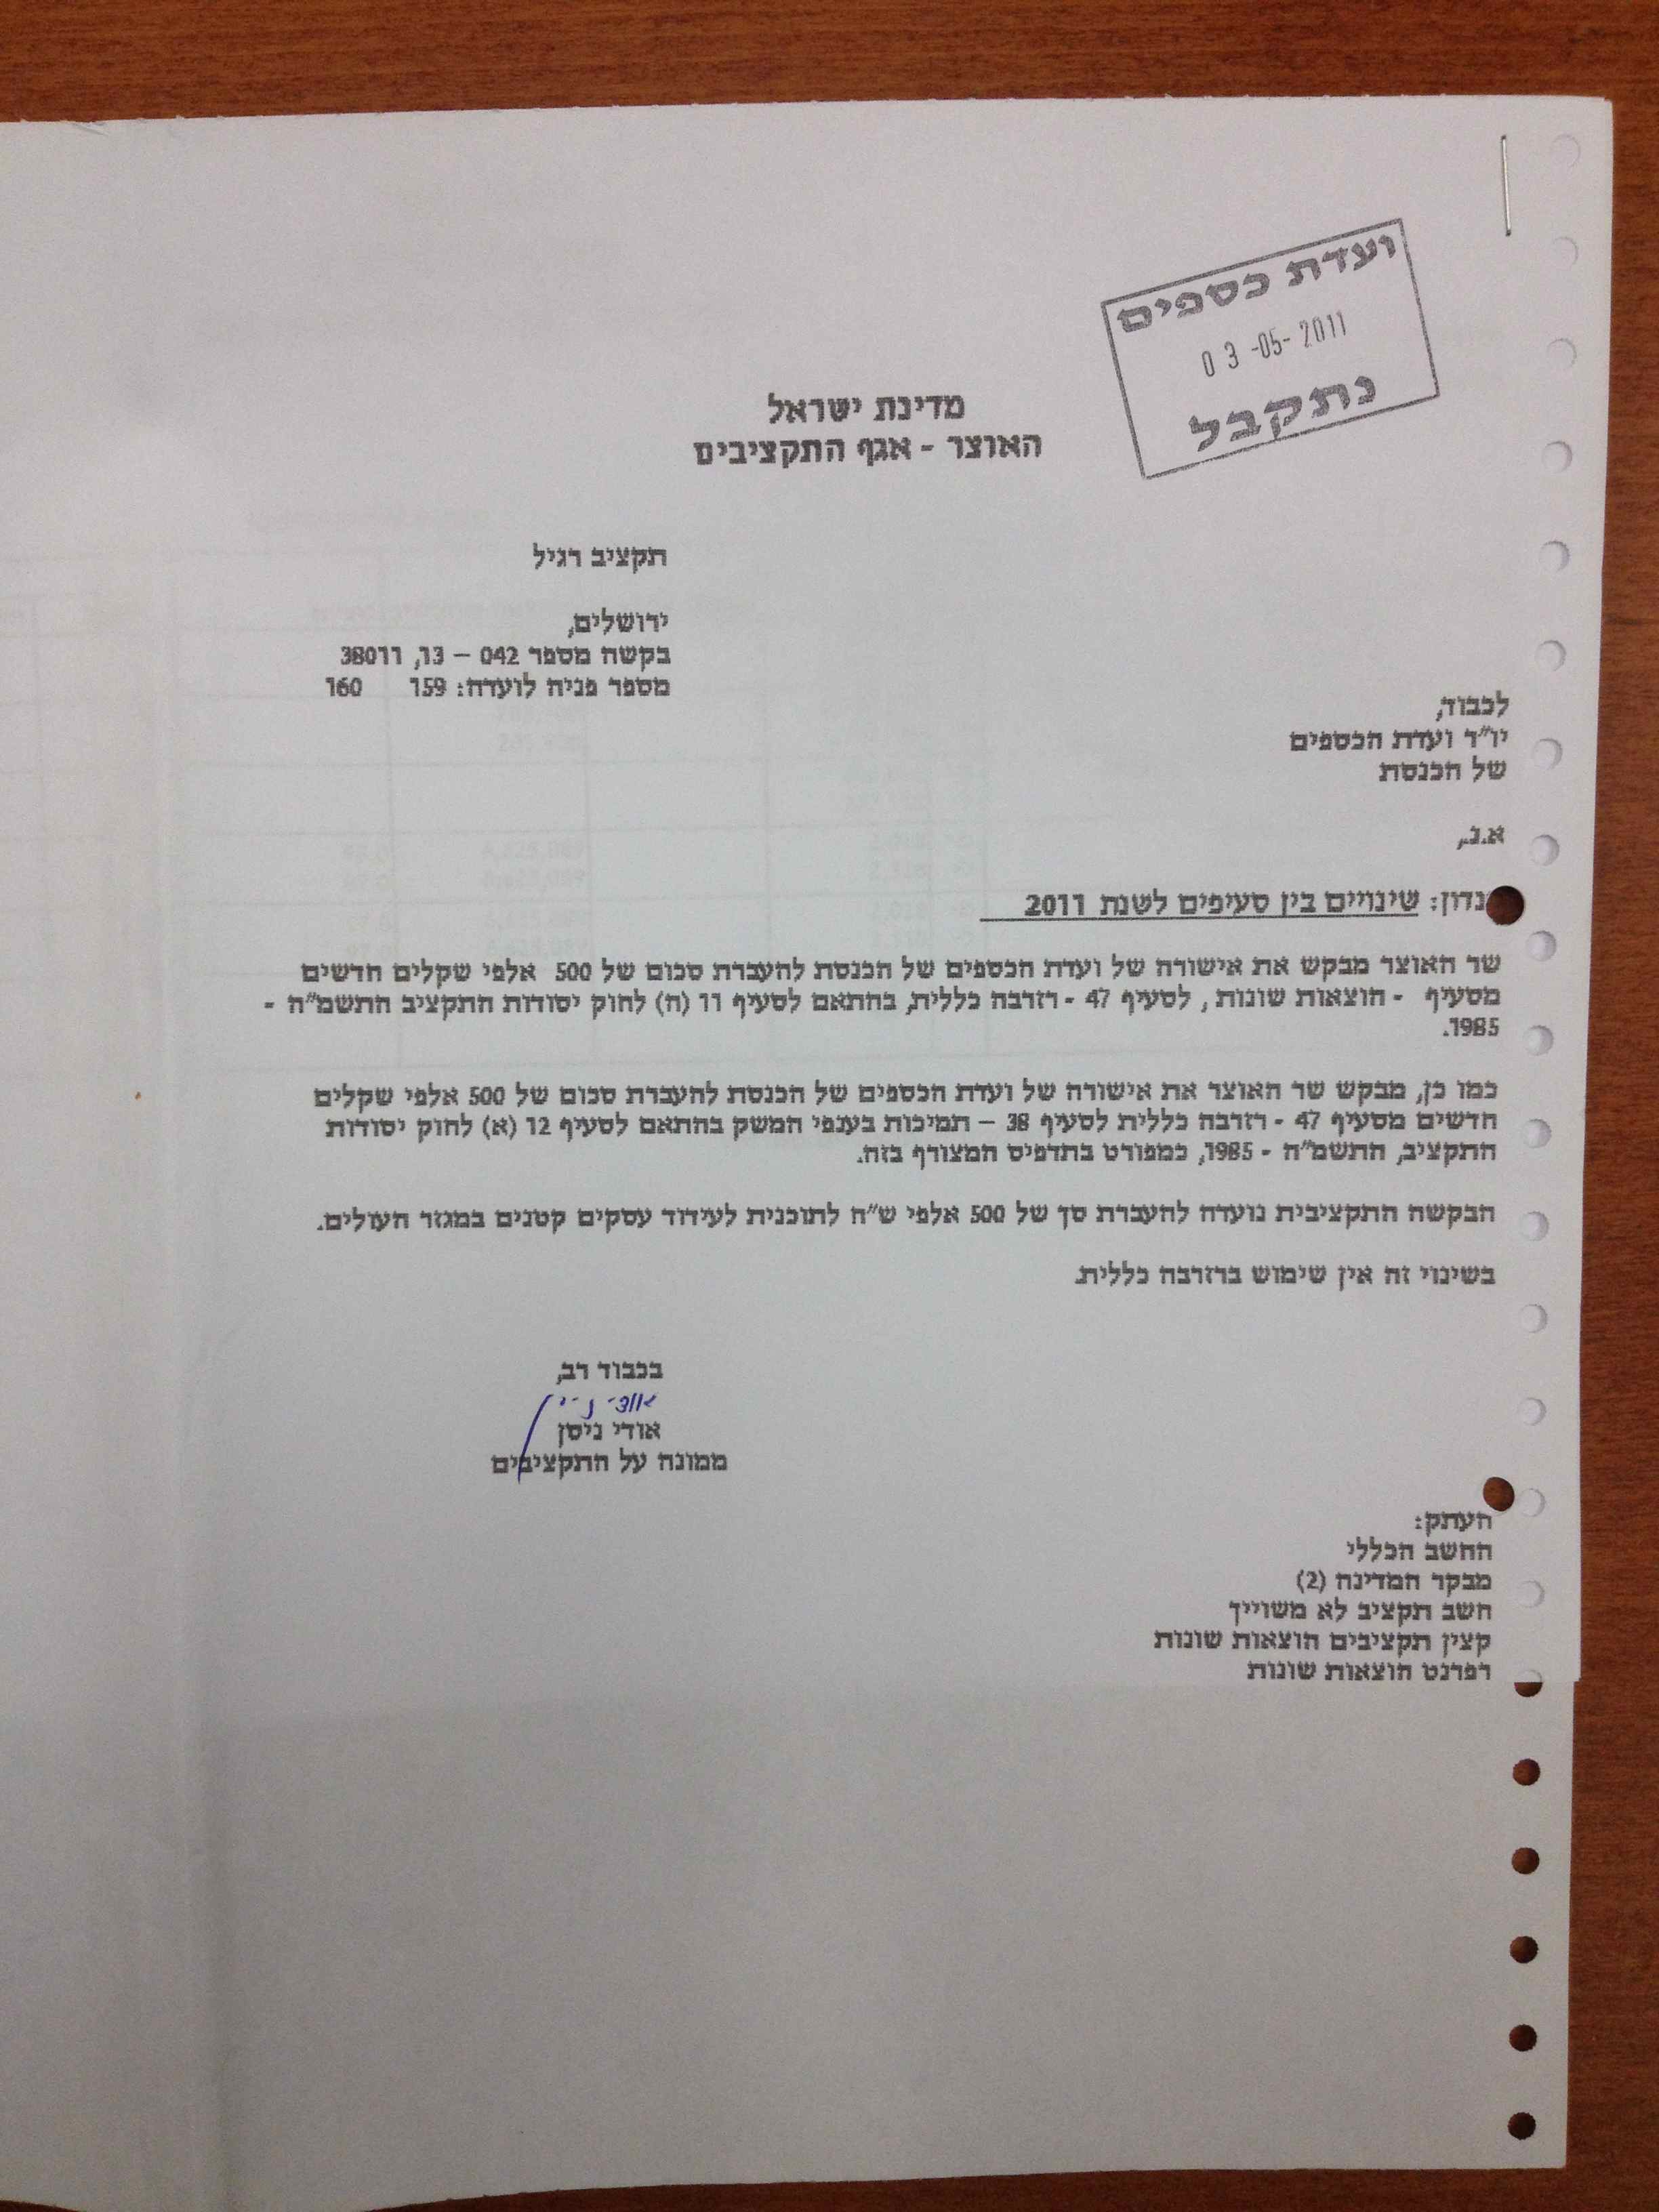 ועדת כספים
03-05-2011
נתקבל
מדינת ישראל
האוצר - אגף התקציבים
תקציב רגיל
ירושלים,
בקשה מספר 042 – 13, 38011
מספר פניה לועדה: 159 160
לכבוד,
יו"ר ועדת הכספים
של הכנסת
א.נ.,
נדון: שינויים בין סעיפים לשנת 2011
שר האוצר מבקש את אישורה של ועדת הכספים של הכנסת להעברת סכום של 500 אלפי שקלים חדשים
מסעיף - הוצאות שונות , לסעיף 47 - רזרבה כללית, בהתאם לסעיף 11 (ח) לחוק יסודות התקציב התשמ"ה -
1985.
כמו כן, מבקש שר האוצר את אישורה של ועדת הכספים של הכנסת להעברת סכום של 500 אלפי שקלים
חדשים מסעיף 47 - רזרבה כללית לסעיף 38 – תמיכות בענפי המשק בהתאם לסעיף 12 (א) לחוק יסודות
התקציב, התשמ"ה - 1985, כמפורט בתדפיס המצורף בזה.
הבקשה התקציבית נועדה להעברת סך של 500 אלפי ש"ח לתוכנית לעידוד עסקים קטנים במגזר העולים.
בשינוי זה אין שימוש ברזרבה כללית.
בכבוד רב,
אודי ניסן
ממונה על התקציבים
העתק:
החשב הכללי
מבקר המדינה (2)
חשב תקציב לא משוייך
קצין תקציבים הוצאות שונות
רפרנט הוצאות שונות